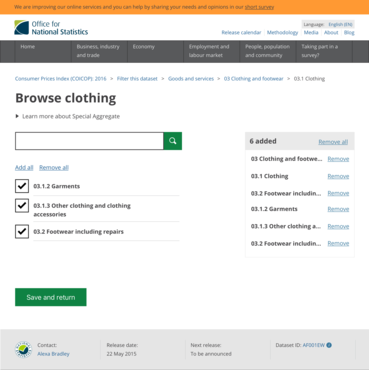 We are improving our online services and you can help by sharing your needs and opinions in our short survey
Office for
National Statistics
Language: English (EN)
Release calendar Methodology Media About Blog
Home
Business, industry
and trade
Economy
Employment and
labour market
People, population
and community
Taking part in a
survey?
Consumer Prices Index (COICOP): 2016 > Filter this dataset > Goods and services > 03 Clothing and footwear > 03.1 Clothing
Browse clothing
Learn more about Special Aggregate
Add all Remove all
03.1.2 Garments
03.1.3 Other clothing and clothing
accessories
03.2 Footwear including repairs
6 added Remove all
03 Clothing and footwe... Remove
03.1 Clothing Remove
03.2 Footwear includin... Remove
03.1.2 Garments Remove
03.1.3 Other clothing a... Remove
03.2 Footwear includin... Remove
Save and return
Contact:
Alexa Bradley
Release date:
22 May 2015
Next release:
To be announced
Dataset ID: AF001EW